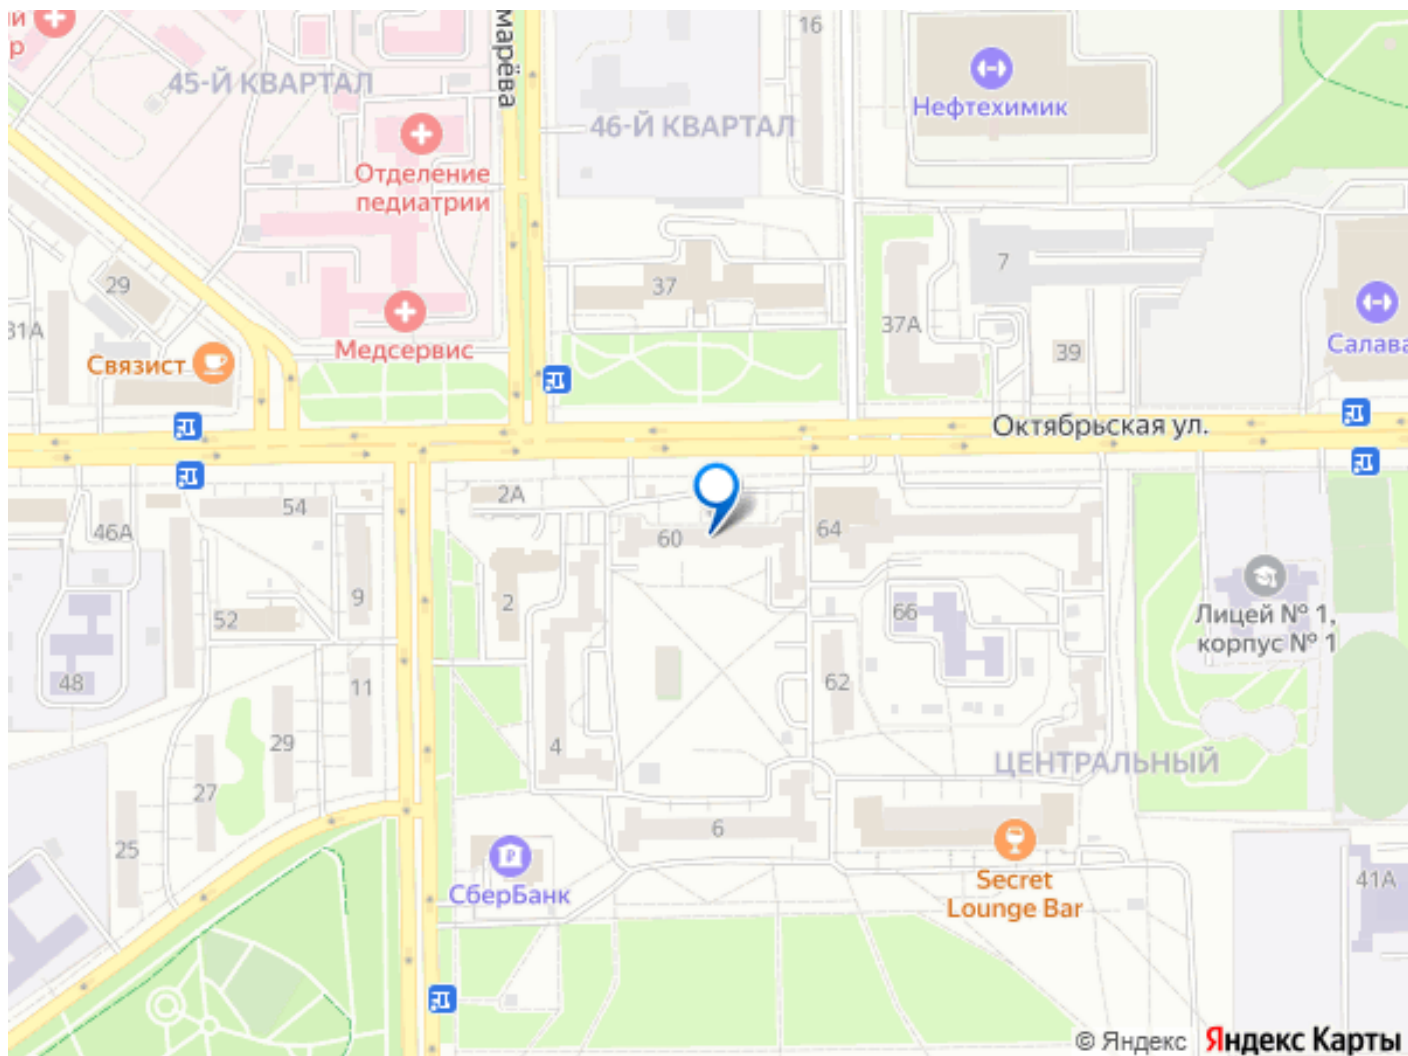 и
р
45-Й КВАРТАЛ
марёва
16
46-Й КВАРТАЛ
Нефтехимик
Отделение
педиатрии
29
37
7
31А
37А
39
Связист
Медсервис
Салава
Октябрьская ул.
2А
54
46А
60
64
9
52
2
66
Лицей № 1,
корпус № 1
48
11
62
29
4
ЦЕНТРАЛЬНЫЙ
27
6
25
СберБанк
Secret
Lounge Bar
41А
© Яндекс
Яндекс Карты